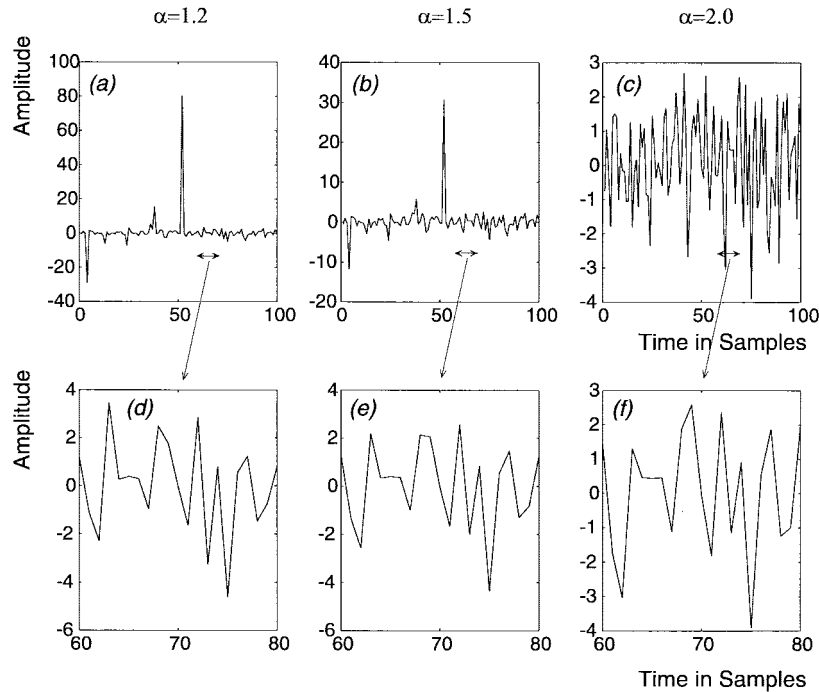 α=1.2 α=1.5 α=2.0
Amplitude
(a) (b) (c)
100 40 3
80 30 2
60 20 1
40 10 0
20 0 -1
0 -10 -2
-20 -20 -3
-40 -4
0 50 100 0 50 100 0 50 100
Time in Samples
Amplitude
(d) (e) (f)
4 4 3
2 2 2
0 0 1
-2 -2 0
-4 -4 -1
-6 -6 -2
-3
-4
60 70 80 60 70 80 60 70 80
Time in Samples